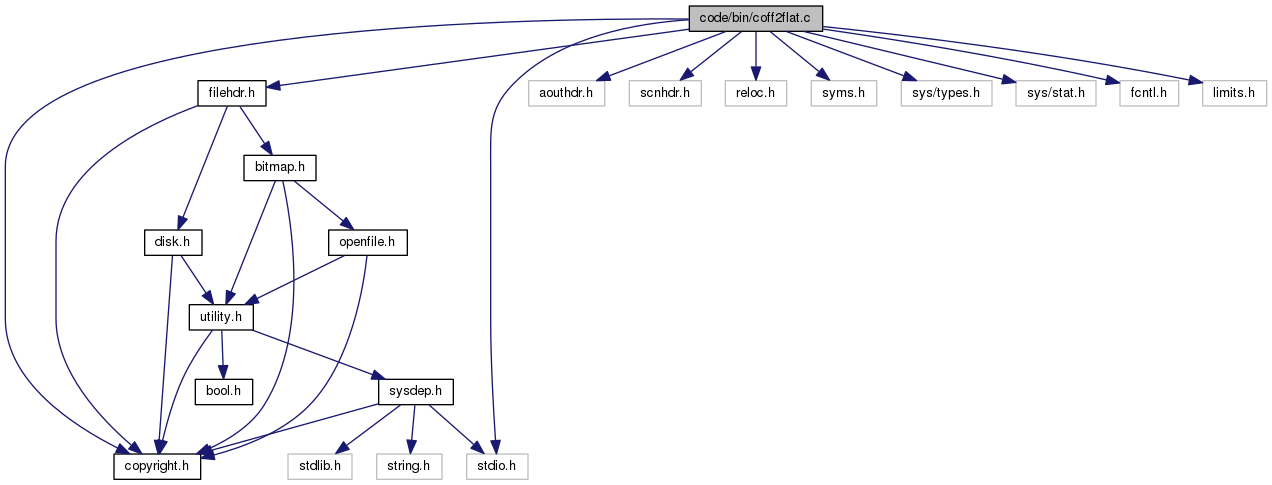 code/bin/coff2flat.c
filehdr.h
aouthdr.h
scnhdr.h
reloc.h
syms.h
sys/types.h
sys/stat.h
fcntl.h
limits.h
bitmap.h
disk.h
openfile.h
utility.h
bool.h
sysdep.h
copyright.h
stdlib.h
string.h
stdio.h